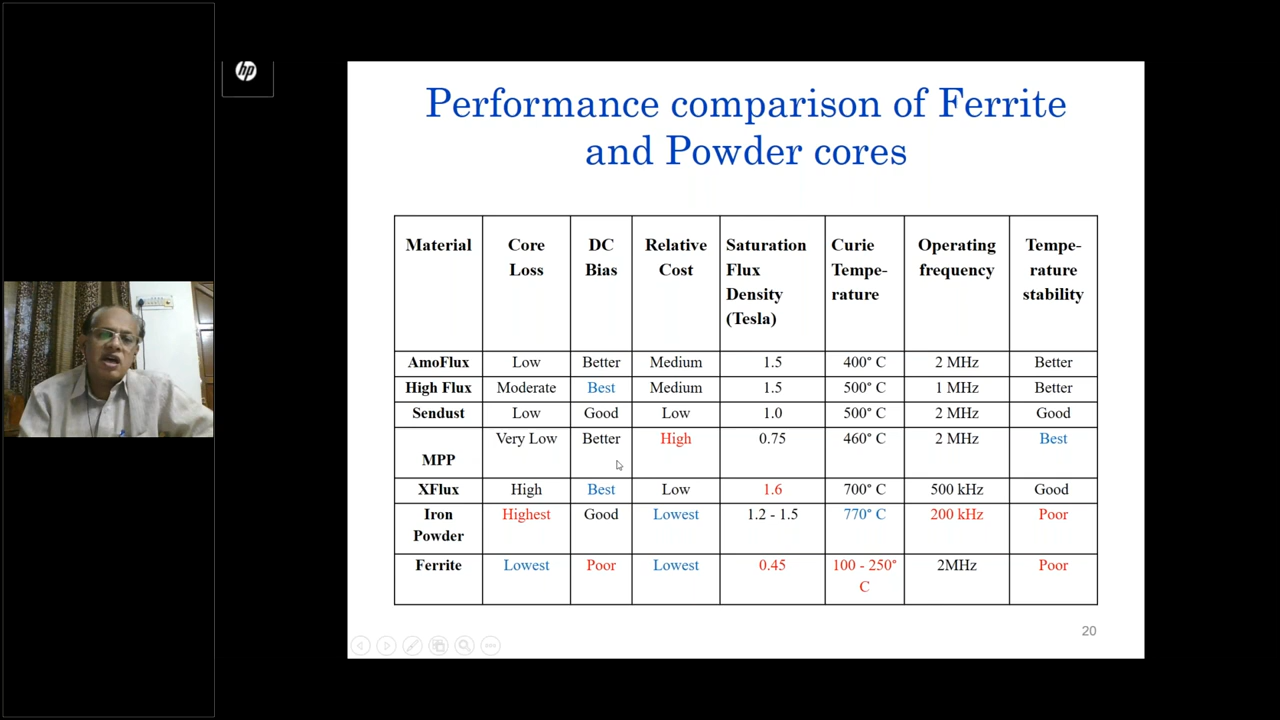 hp
Performance comparison of Ferrite
and Powder cores
Material Core Loss DC Bias Relative Cost Saturation Flux Density (Tesla) Curie Tempe-rature Operating frequency Tempe-rature stability
AmoFlux Low Better Medium 1.5 400° C 2 MHz Better
High Flux Moderate Best Medium 1.5 500° C 1 MHz Better
Sendust Low Good Low 1.0 500° C 2 MHz Good
MPP Very Low Better High 0.75 460° C 2 MHz Best
XFlux High Best Low 1.6 700° C 500 kHz Good
Iron Powder Highest Good Lowest 1.2 - 1.5 770° C 200 kHz Poor
Ferrite Lowest Poor Lowest 0.45 100 - 250° C 2MHz Poor
20